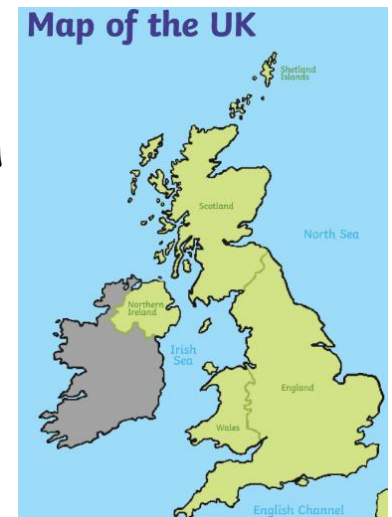 Map of the UK
Shetland
Islands
Scotland
North Sea
Northern
Ireland
Irish
Sea
England
Wales
English Channel